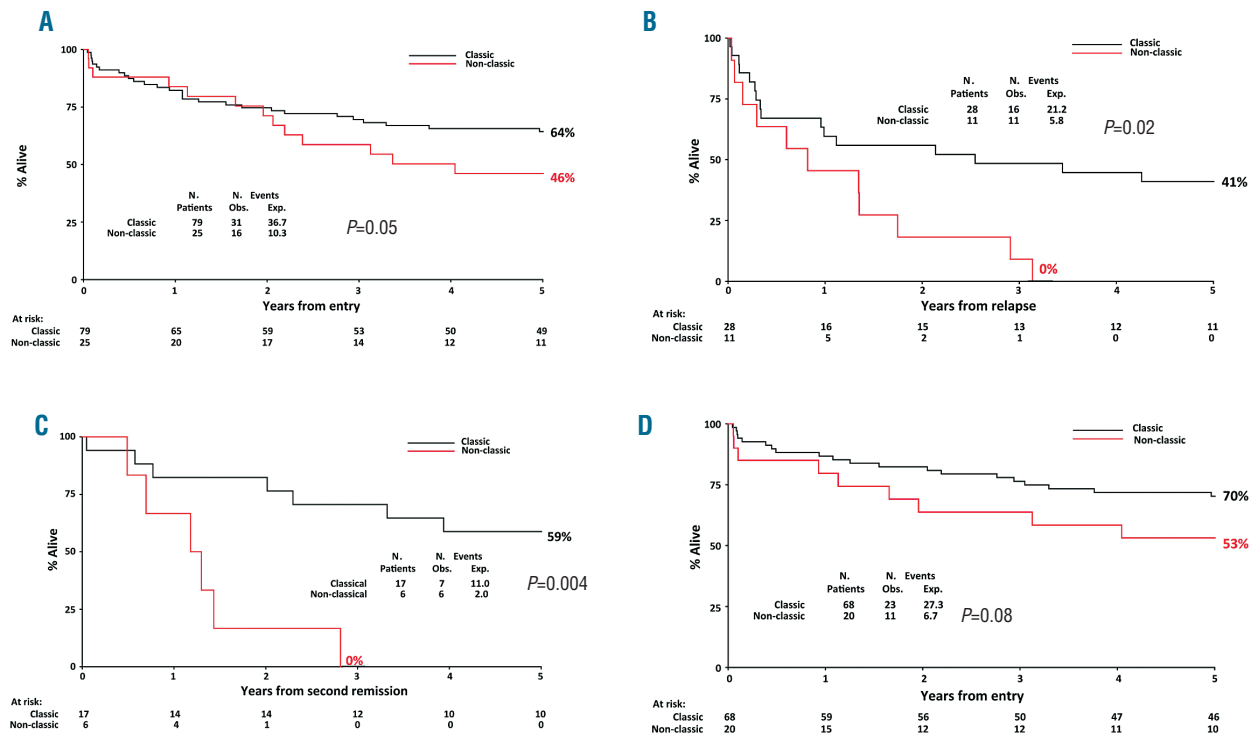 A
100
75
50
25
0
% Alive
Classic
Non-classic
64%
46%
N. N. Events
Patients Obs. Exp.
Classic 79 31 36.7
Non-classic 25 16 10.3
P=0.05
0 1 2 3 4 5
Years from entry
At risk:
Classic 79 65 59 53 50 49
Non-classic 25 20 17 14 12 11
B
100
75
50
25
0
% Alive
Classic
Non-classic
N. N. Events
Patients Obs. Exp.
Classic 28 16 21.2
Non-classic 11 11 5.8
P=0.02
41%
0%
0 1 2 3 4 5
Years from relapse
At risk:
Classic 28 16 15 13 12 11
Non-classic 11 5 2 1 0 0
C
100
75
50
25
0
% Alive
Classic
Non-classic
59%
N. N. Events
Patients Obs. Exp.
Classical 17 7 11.0
Non-classical 6 6 2.0
P=0.004
0%
0 1 2 3 4 5
Years from second remission
At risk:
Classic 17 14 14 12 10 10
Non-classic 6 4 1 0 0 0
D
100
75
50
25
0
% Alive
Classic
Non-classic
70%
53%
N. N. Events
Patients Obs. Exp.
Classic 68 23 27.3
Non-classic 20 11 6.7
P=0.08
0 1 2 3 4 5
Years from entry
At risk:
Classic 68 59 56 50 47 46
Non-classic 20 15 12 12 11 10